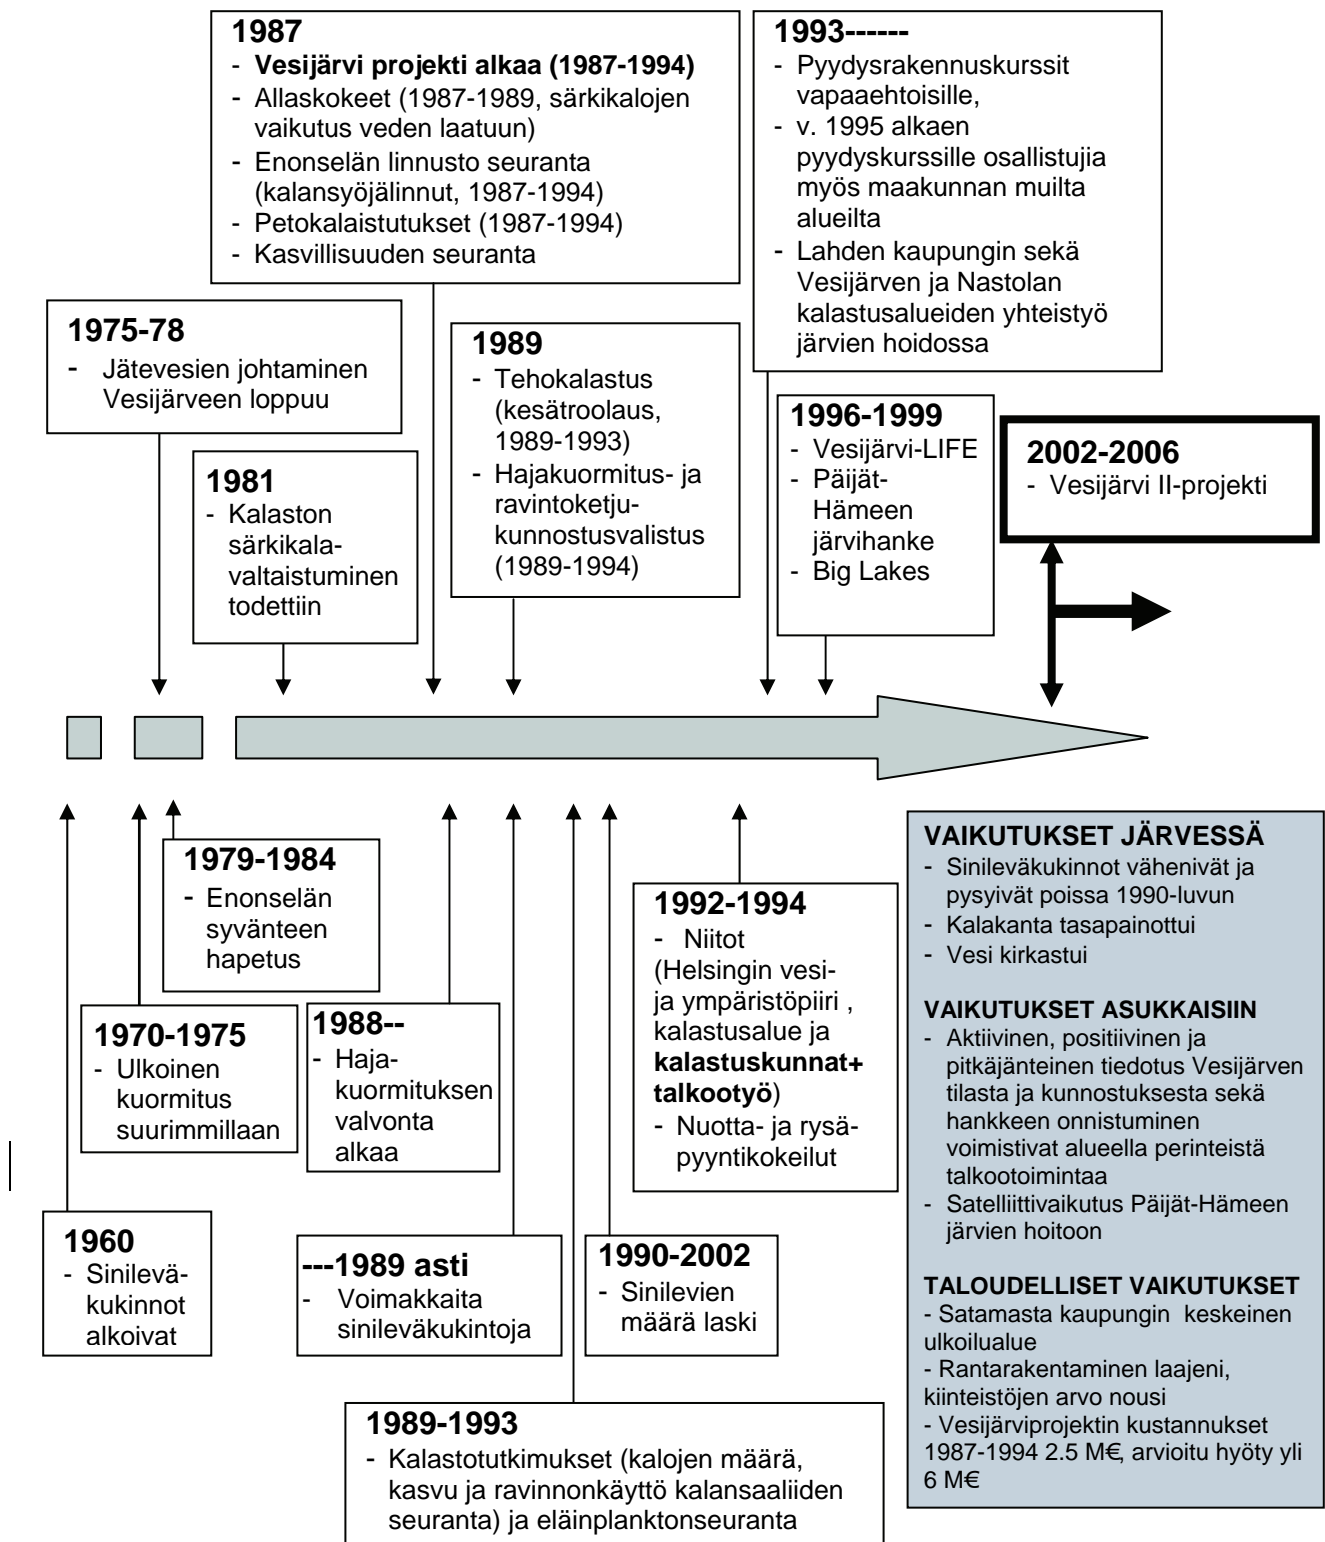 1987
- Vesijärvi projekti alkaa (1987-1994)
- Allaskokeet (1987-1989, särkikalojen
vaikutus veden laatuun)
- Enonselän linnusto seuranta
(kalansyöjälinnut, 1987-1994)
- Petokalaistutukset (1987-1994)
- Kasvillisuuden seuranta
1993------
- Pyydysrakennuskurssit
vapaaehtoisille,
- v. 1995 alkaen
pyydyskurssille osallistujia
myös maakunnan muilta
alueilta
- Lahden kaupungin sekä
Vesijärven ja Nastolan
kalastusalueiden yhteistyö
järvien hoidossa
1975-78
- Jätevesien johtaminen
Vesijärveen loppuu
1981
- Kalaston
särkikala-
valtaistuminen
todettiin
1989
- Tehokalastus
(kesätroolaus,
1989-1993)
- Hajakuormitus- ja
ravintoketju-
kunnostusvalistus
(1989-1994)
1996-1999
- Vesijärvi-LIFE
- Päijät-
Hämeen
järvihanke
- Big Lakes
2002-2006
- Vesijärvi II-projekti
1979-1984
- Enonselän
syvänteen
hapetus
1970-1975
- Ulkoinen
kuormitus
suurimmillaan
1988--
- Haja-
kuormituksen
valvonta
alkaa
1992-1994
- Niitot
(Helsingin vesi-
ja ympäristöpiiri ,
kalastusalue ja
kalastuskunnat+
talkootyö)
- Nuotta- ja rysä-
pyyntikokeilut
1960
- Sinilevä-
kukinnot
alkoivat
---1989 asti
- Voimakkaita
sinileväkukintoja
1990-2002
- Sinilevien
määrä laski
1989-1993
- Kalastotutkimukset (kalojen määrä,
kasvu ja ravinnonkäyttö kalansaaliiden
seuranta) ja eläinplanktonseuranta
VAIKUTUKSET JÄRVESSÄ
- Sinileväkukinnot vähenivät ja
pysyivät poissa 1990-luvun
- Kalakanta tasapainottui
- Vesi kirkastui
VAIKUTUKSET ASUKKAISIIN
- Aktiivinen, positiivinen ja
pitkäjänteinen tiedotus Vesijärven
tilasta ja kunnostuksesta sekä
hankkeen onnistuminen
voimistivat alueella perinteistä
talkootoimintaa
- Satelliittivaikutus Päijät-Hämeen
järvien hoitoon
TALOUDELLISET VAIKUTUKSET
- Satamasta kaupungin keskeinen
ulkoilualue
- Rantarakentaminen laajeni,
kiinteistöjen arvo nousi
- Vesijärviprojektin kustannukset
1987-1994 2.5 M€, arvioitu hyöty yli
6 M€